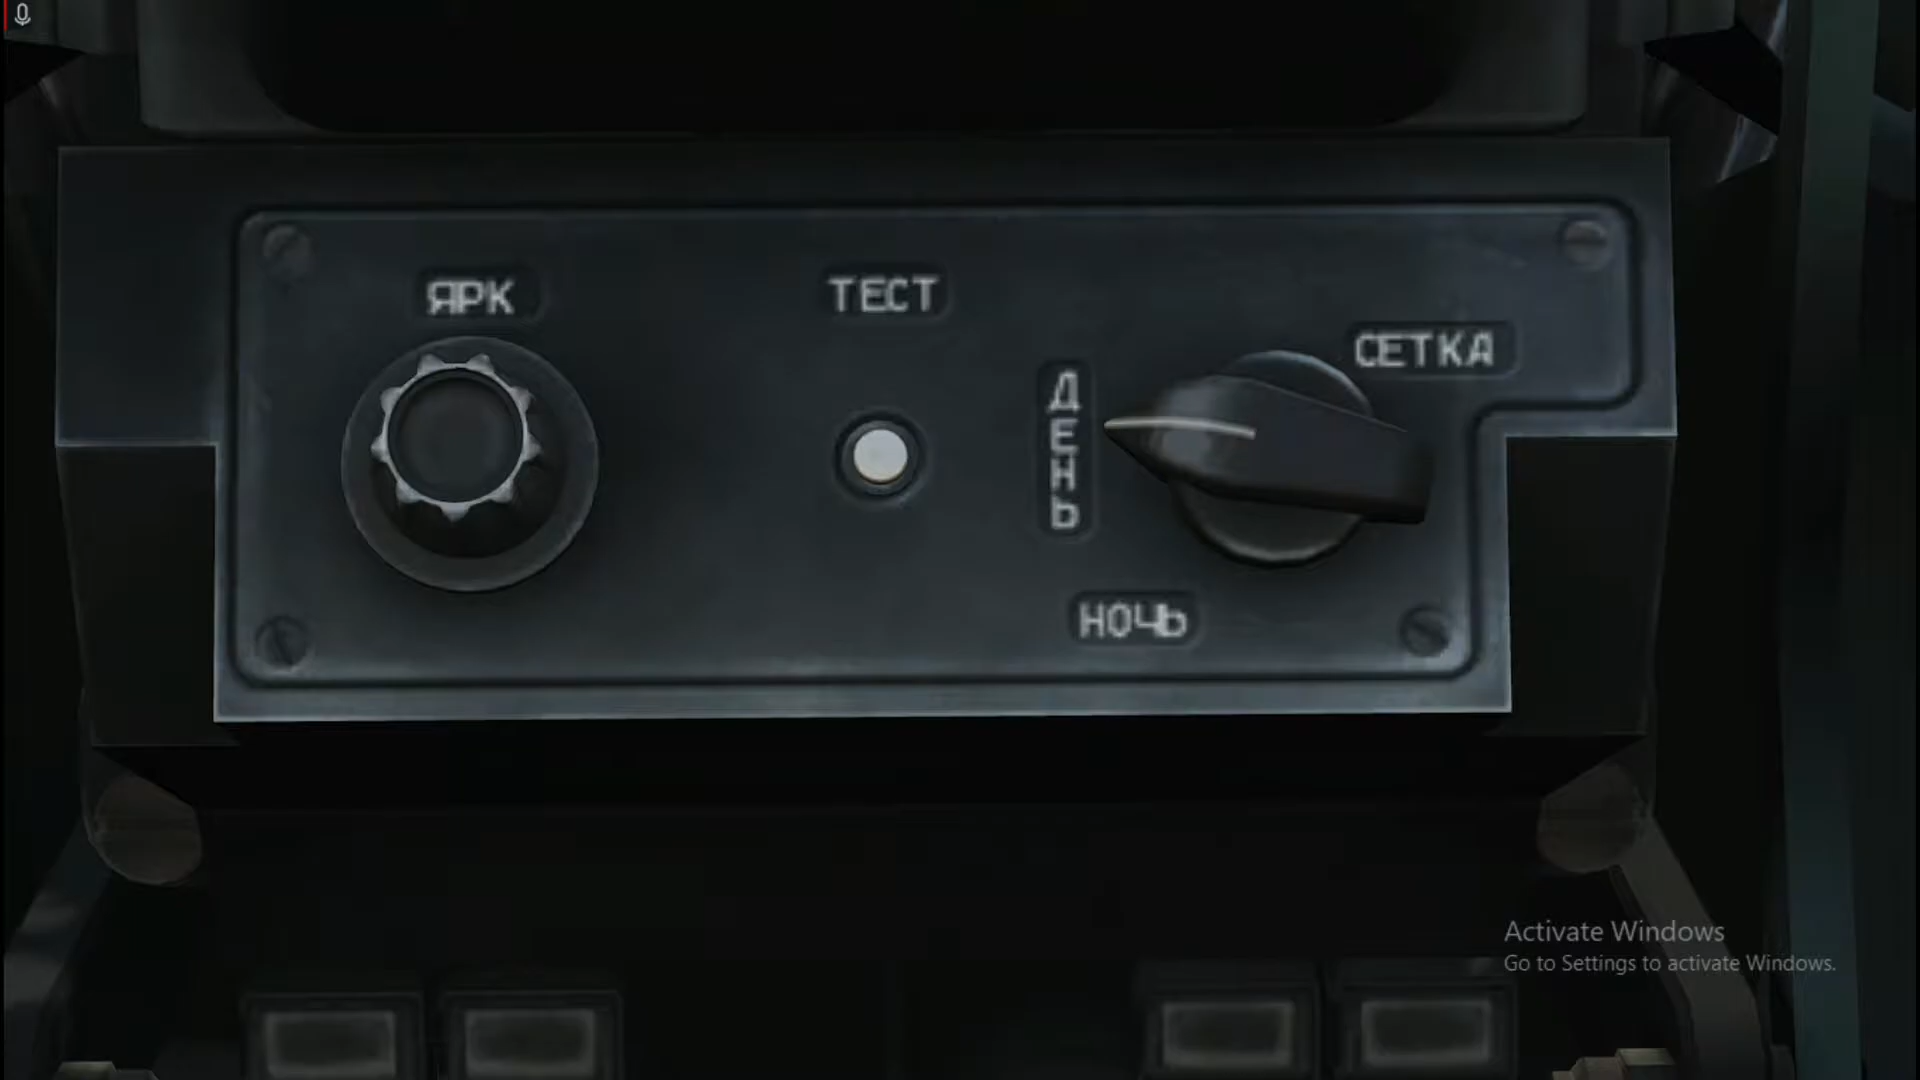 ЯРК
ТЕСТ
СЕТКА
ДЕНЬ
НОЧЬ
Activate Windows
Go to Settings to activate Windows.